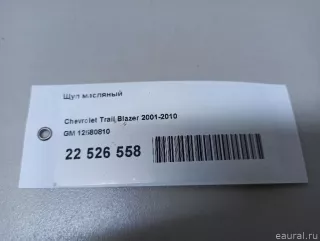 Щуп масляный
Chevrolet Trail Blazer 2001-2010
GM 12580810
22 526 558
© eaural.ru